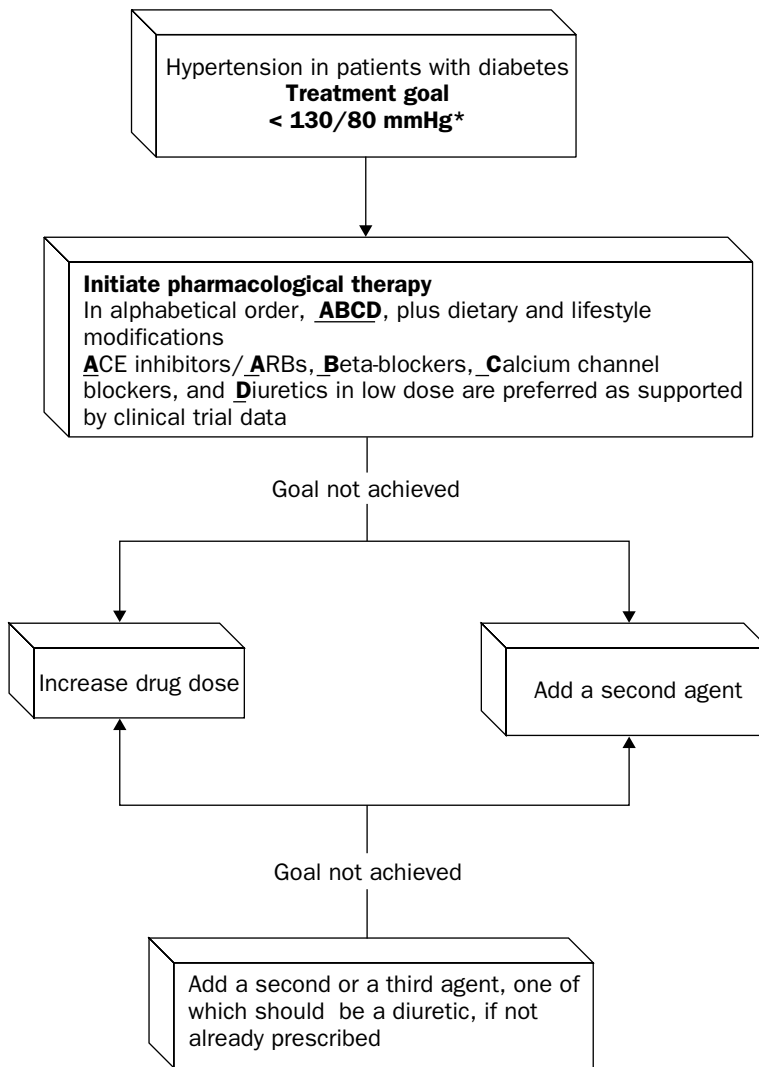 Hypertension in patients with diabetes
Treatment goal
< 130/80 mmHg*
Initiate pharmacological therapy
In alphabetical order, ABCD, plus dietary and lifestyle
modifications
ACE inhibitors/ ARBs, Beta-blockers, Calcium channel
blockers, and Diuretics in low dose are preferred as supported
by clinical trial data
Goal not achieved
Increase drug dose
Add a second agent
Goal not achieved
Add a second or a third agent, one of
which should be a diuretic, if not
already prescribed